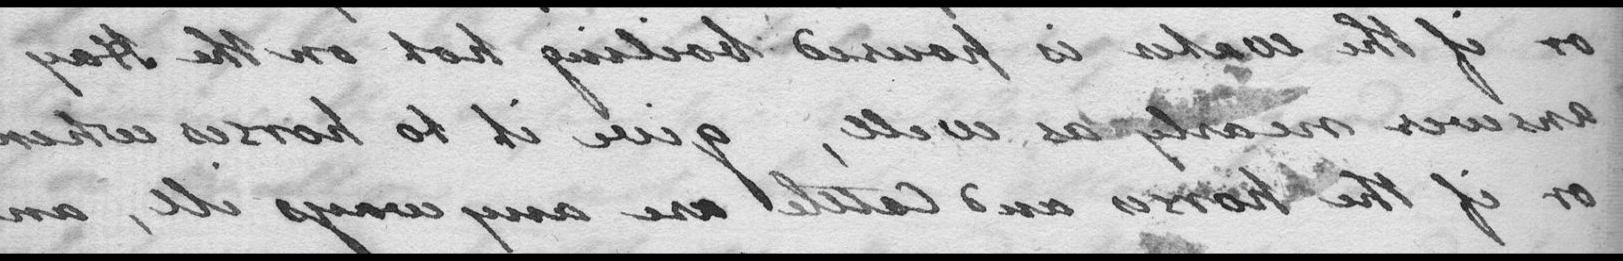 or if the water is poured boiling hot on the Hay
answer nearly as well, give it to horses when
or if the horses and Cattle are any ways ill, an